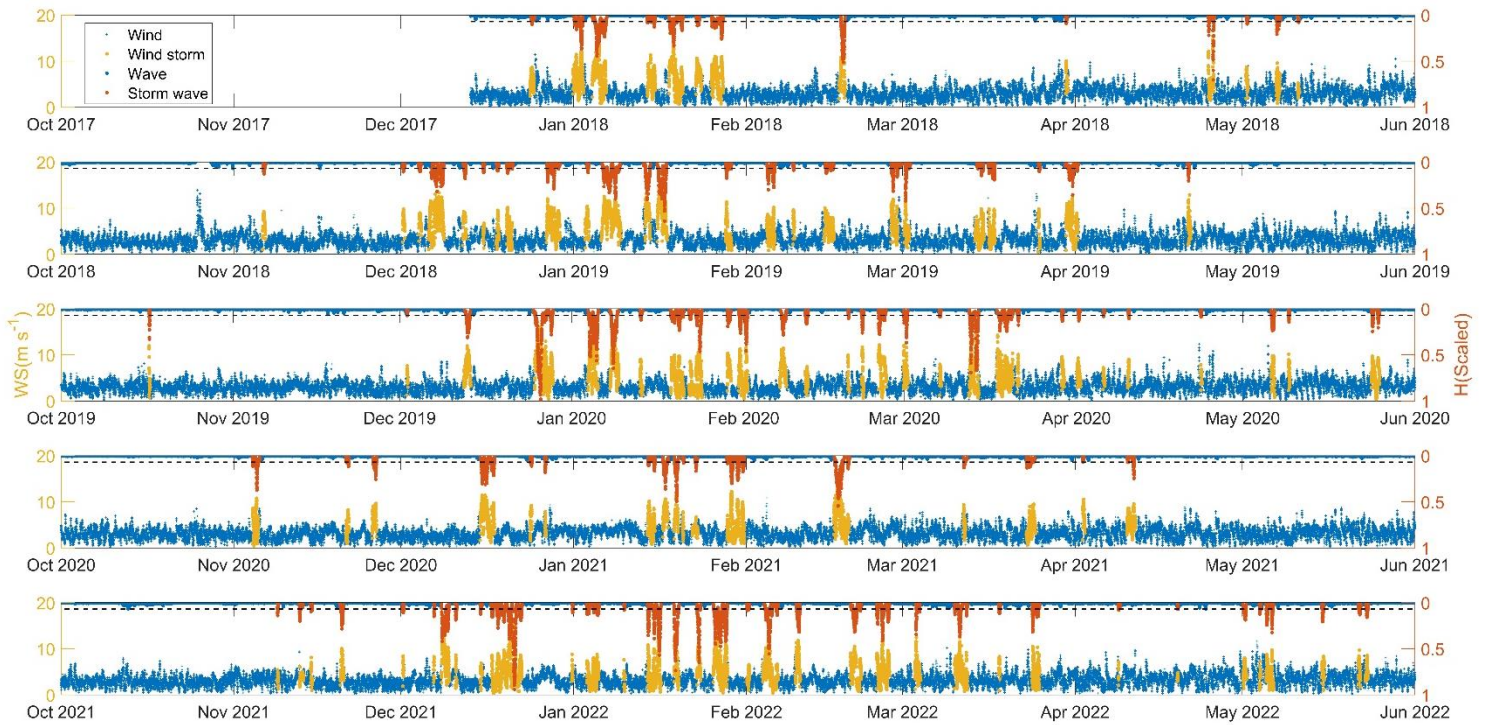 20 0
Wind
Wind storm
10 0.5
Wave
Storm wave
0 1
Oct 2017 Nov 2017 Dec 2017 Jan 2018 Feb 2018 Mar 2018 Apr 2018 May 2018 Jun 2018
20 0
10 0.5
0 1
Oct 2018 Nov 2018 Dec 2018 Jan 2019 Feb 2019 Mar 2019 Apr 2019 May 2019 Jun 2019
20 0
WS(m s⁻¹) 10 0.5 H(Scaled)
0 1
Oct 2019 Nov 2019 Dec 2019 Jan 2020 Feb 2020 Mar 2020 Apr 2020 May 2020 Jun 2020
20 0
10 0.5
0 1
Oct 2020 Nov 2020 Dec 2020 Jan 2021 Feb 2021 Mar 2021 Apr 2021 May 2021 Jun 2021
20 0
10 0.5
0 1
Oct 2021 Nov 2021 Dec 2021 Jan 2022 Feb 2022 Mar 2022 Apr 2022 May 2022 Jun 2022